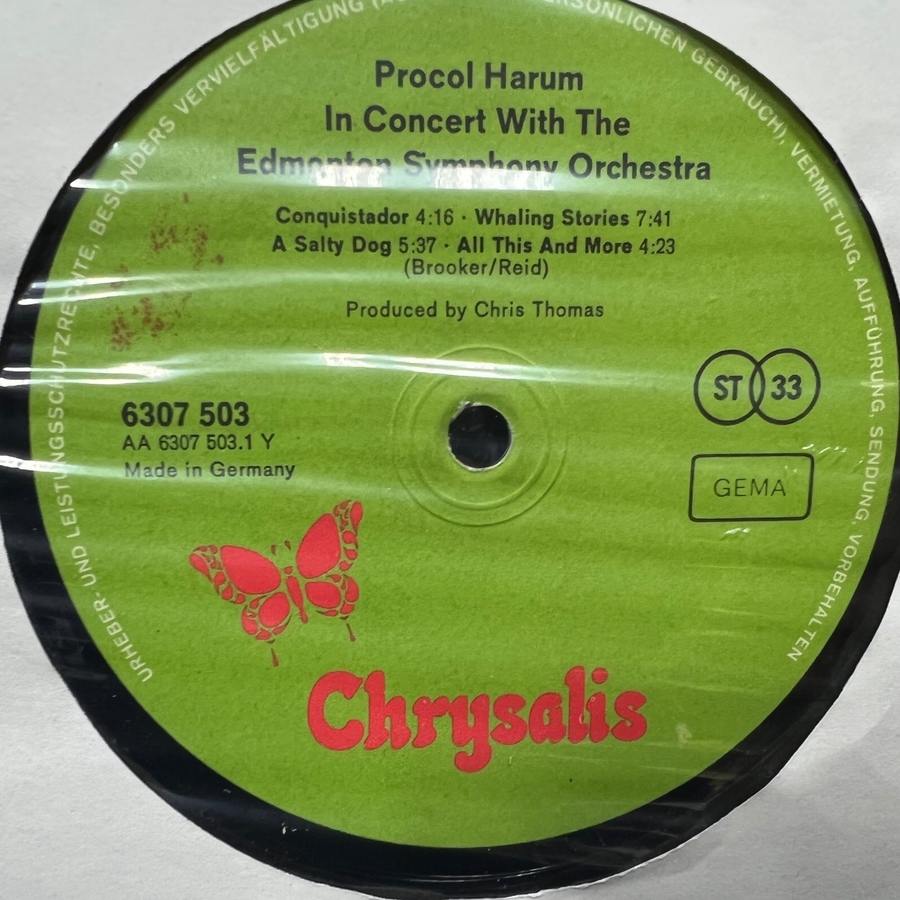 URHEBER- UND LEISTUNGSSCHUTZRECHTE, BESONDERS VERVIELFÄLTIGUNG PERSÖNLICHEN GEBRAUCH), VERMIETUNG, AUFFÜHRUNG, SENDUNG, VORBEHALTEN
Procol Harum
In Concert With The
Edmonton Symphony Orchestra
Conquistador 4:16 · Whaling Stories 7:41
A Salty Dog 5:37 · All This And More 4:23
(Brooker/Reid)
Produced by Chris Thomas
ST 33
6307 503
AA 6307 503.1 Y
Made in Germany
GEMA
Chrysalis